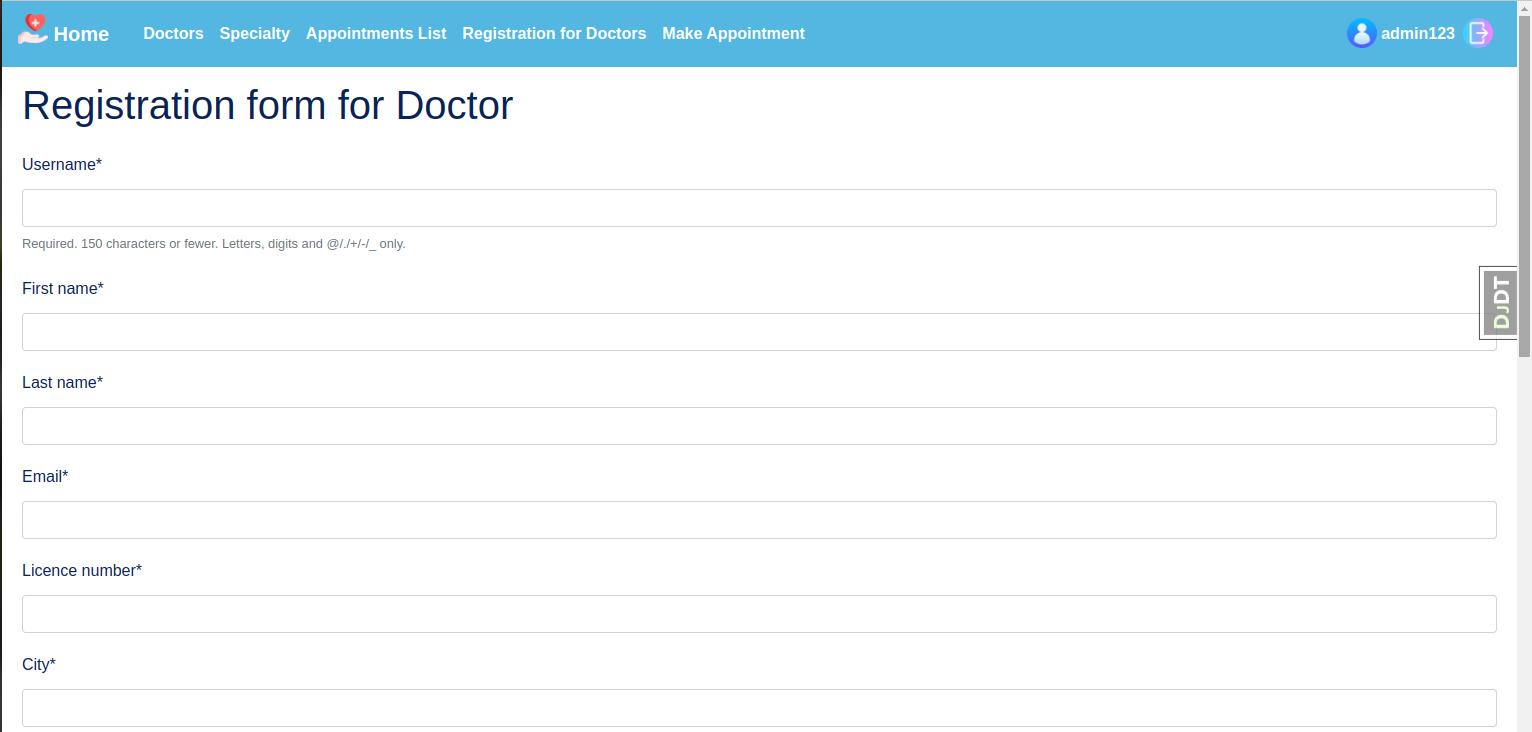 Home Doctors Specialty Appointments List Registration for Doctors Make Appointment admin123
Registration form for Doctor
Username*
Required. 150 characters or fewer. Letters, digits and @/./+/-/_ only.
First name*
DJDT
Last name*
Email*
Licence number*
City*